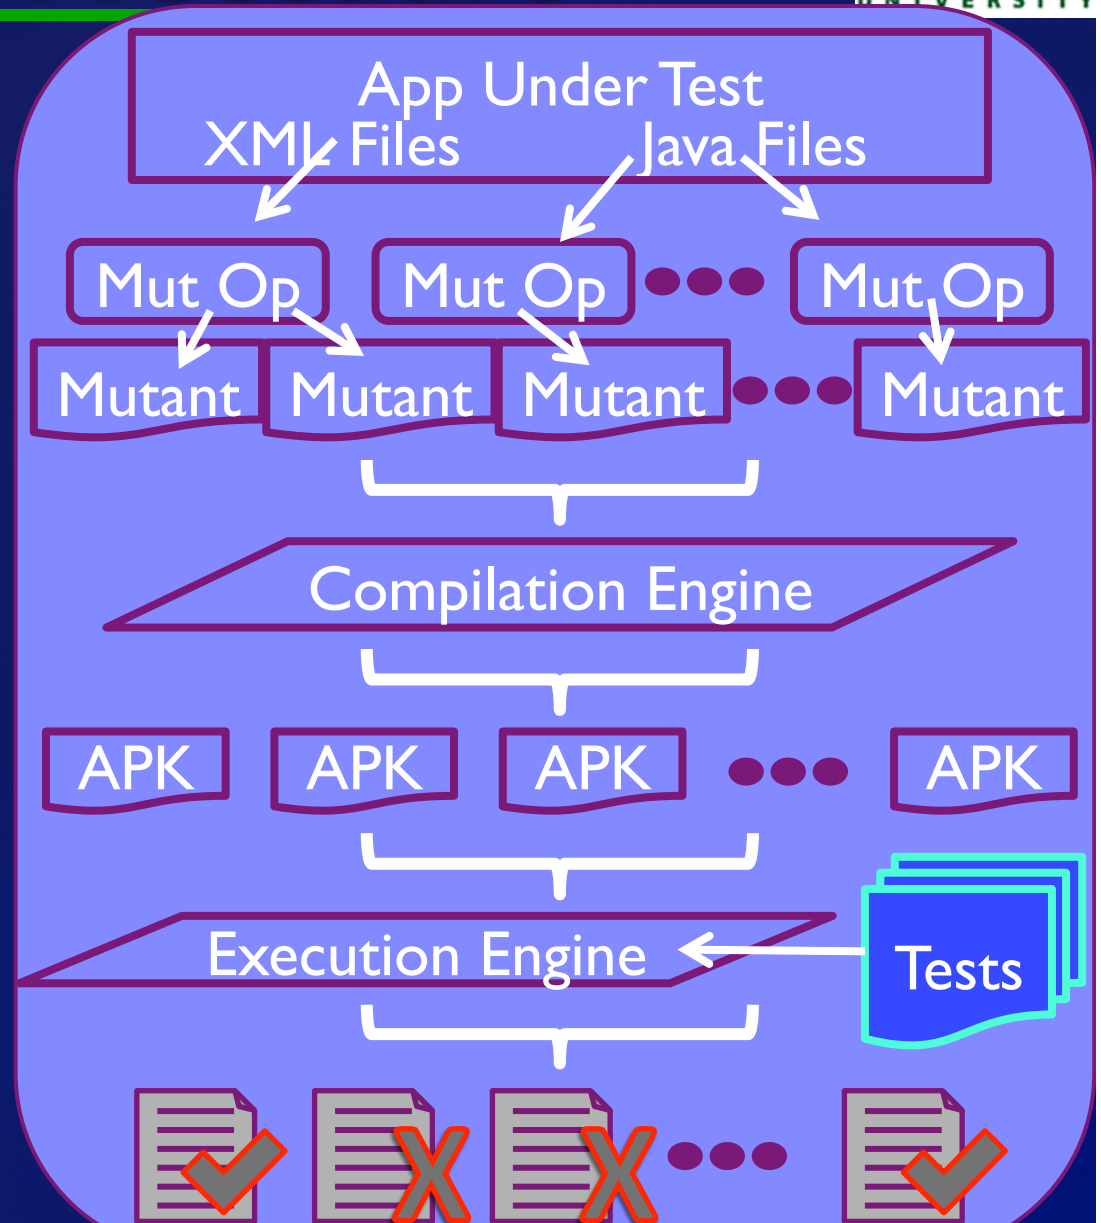 UNIVERSITY
App Under Test
XML Files Java Files
Mut Op Mut Op Mut Op
Mutant Mutant Mutant Mutant
Compilation Engine
APK APK APK APK
Execution Engine
Tests
X X